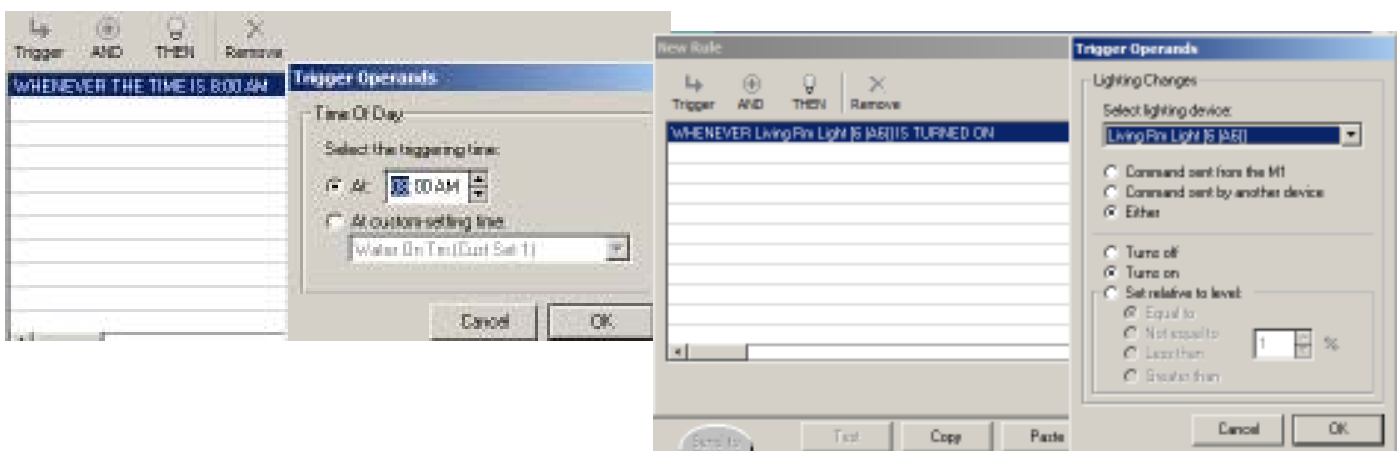 Trigger AND THEN Remove
WHENEVER THE TIME IS 8:00 AM
Trigger Operands
Time Of Day:
Select the triggering time:
At: 08:00 AM
At custom-setting time:
Water On Tm (Cust Set 1)
Cancel OK
New Rule
Trigger AND THEN Remove
WHENEVER Living Rm Light [6 (A6)] IS TURNED ON
Test Copy Paste
Trigger Operands
Lighting Changes
Select lighting device:
Living Rm Light [6 (A6)]
Command sent from the M1
Command sent by another device
Either
Turns off
Turns on
Set relative to level:
Equal to
Not equal to
Less than
Greater than
1 %
Cancel OK